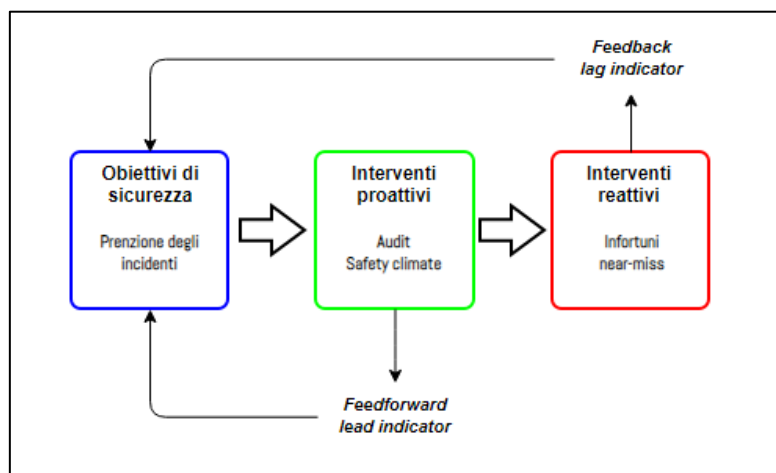 Feedback
lag indicator
Obiettivi di
sicurezza
Prenzione degli
incidenti
Interventi
proattivi
Audit
Safety climate
Interventi
reattivi
Infortuni
near-miss
Feedforward
lead indicator